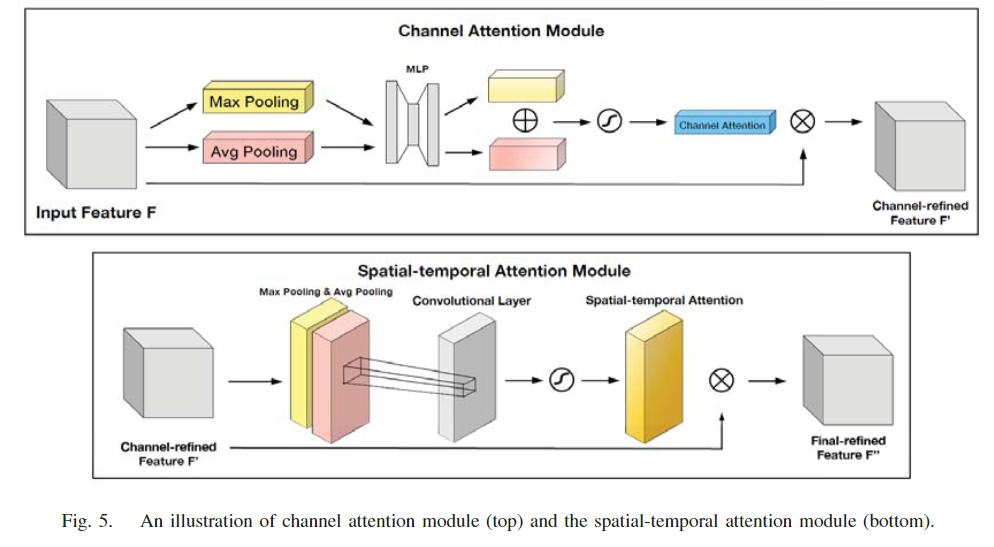 Channel Attention Module
MLP
Max Pooling
Avg Pooling
Channel Attention
Input Feature F
Channel-refined
Feature F'
Spatial-temporal Attention Module
Max Pooling & Avg Pooling
Convolutional Layer
Spatial-temporal Attention
Channel-refined
Feature F'
Final-refined
Feature F"
Fig. 5. An illustration of channel attention module (top) and the spatial-temporal attention module (bottom).